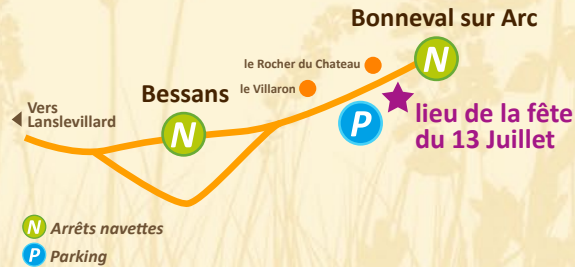 Bonneval sur Arc
N
le Rocher du Chateau
le Villaron
Bessans
N
Vers
Lanslevillard
P
lieu de la fête
du 13 Juillet
N Arrêts navettes
P Parking